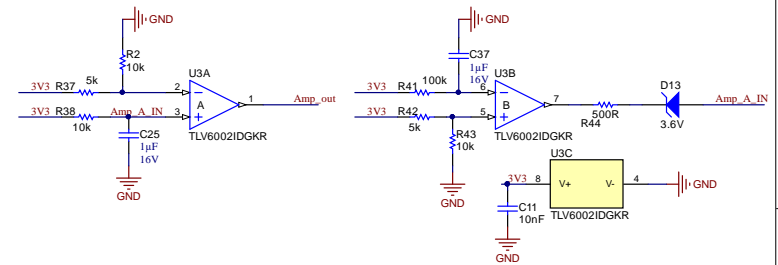 GND
R2
10k
U3A
3V3 R37 5k
2
1
Amp_out
A
3V3 R38 Amp_A_IN 3
10k
C25
1µF
16V
TLV6002IDGKR
GND
GND
C37
1µF
16V
U3B
3V3 R41 100k 6
7
B
3V3 R42 5
5k
R43
10k
TLV6002IDGKR
GND
500R
R44
D13
3.6V
Amp_A_IN
U3C
3V3 8 V+ V- 4 GND
C11
10nF
TLV6002IDGKR
GND